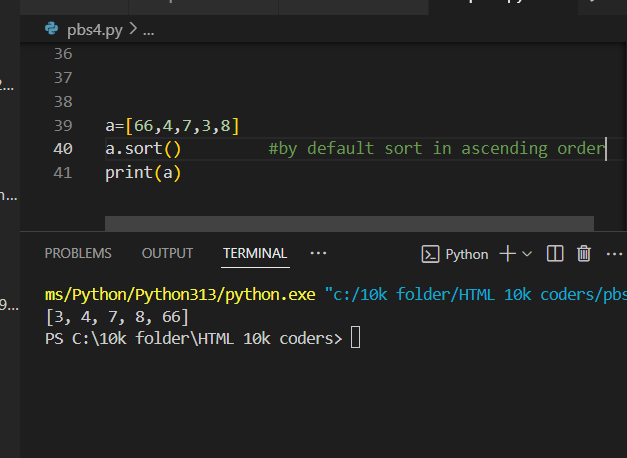 pbs4.py > ...
36
37
38
39 a=[66,4,7,3,8]
40 a.sort() #by default sort in ascending order
41 print(a)
PROBLEMS OUTPUT TERMINAL ··· Python
ms/Python/Python313/python.exe "c:/10k folder/HTML 10k coders/pbs
[3, 4, 7, 8, 66]
PS C:\10k folder\HTML 10k coders>